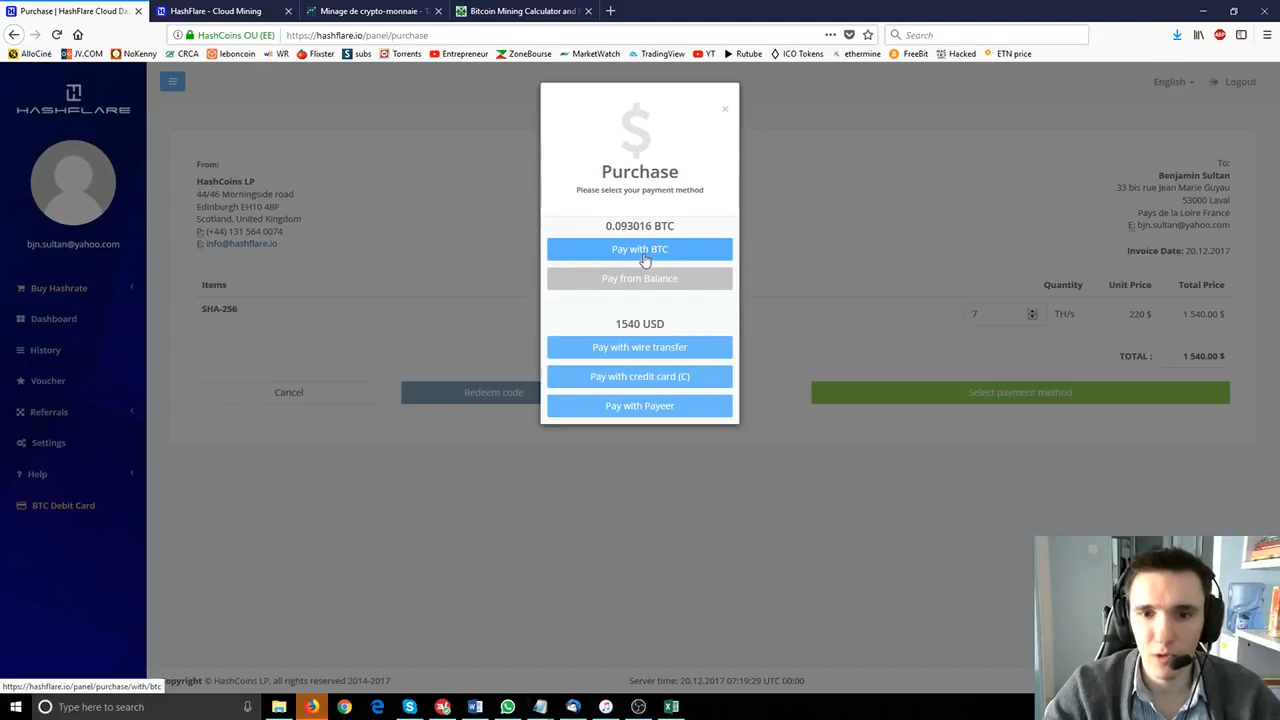 Purchase | HashFlare Cloud Da
HashFlare - Cloud Mining
Minage de crypto-monnaie - T
Bitcoin Mining Calculator and
HashCoins OU (EE)
https://hashflare.io/panel/purchase
Search
AlloCiné
JV.COM
NoKenny
CRCA
leboncoin
WR
Flixster
subs
Torrents
Entrepreneur
ZoneBourse
MarketWatch
TradingView
YT
Rutube
ICO Tokens
ethermine
FreeBit
Hacked
ETN price
HASHFLARE
bjn.sultan@yahoo.com
Buy Hashrate
Dashboard
History
Voucher
Referrals
Settings
Help
BTC Debit Card
English
Logout
From:
HashCoins LP
44/46 Morningside road
Edinburgh EH10 4BF
Scotland, United Kingdom
P: (+44) 131 564 0074
E: info@hashflare.io
To:
Benjamin Sultan
33 bis rue Jean Marie Guyau
53000 Laval
Pays de la Loire France
E: bjn.sultan@yahoo.com
Invoice Date: 20.12.2017
Items
Quantity
Unit Price
Total Price
SHA-256
7
TH/s
220 $
1 540.00 $
TOTAL :
1 540.00 $
Cancel
Redeem code
Select payment method
×
$
Purchase
Please select your payment method
0.093016 BTC
Pay with BTC
Pay from Balance
1540 USD
Pay with wire transfer
Pay with credit card (C)
Pay with Payeer
https://hashflare.io/panel/purchase/with/btc
opyright © HashCoins LP, all rights reserved 2014-2017
Server time: 20.12.2017 07:19:29 UTC 00:00
Type here to search